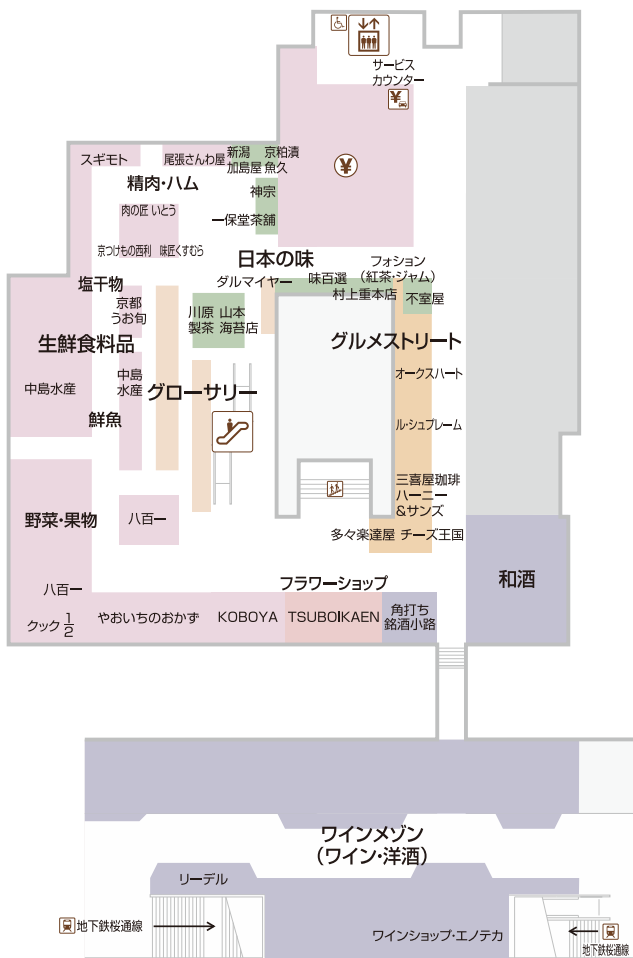 サービス
カウンター
¥
¥
スギモト
尾張さんわ屋
新潟
加島屋
京粕漬
魚久
精肉・ハム
神宗
肉の匠 いとう
一保堂茶舗
京つけもの西利
味匠くすむら
日本の味
フォション
(紅茶・ジャム)
ダルマイヤー
味百選
村上重本店
不室屋
塩干物
京都
うお旬
川原
製茶
山本
海苔店
グルメストリート
生鮮食料品
中島水産
中島
水産
グローサリー
オークスハート
鮮魚
ル・シュプレーム
三喜屋珈琲
ハーニー
&サンズ
野菜・果物
八百一
多々楽達屋
チーズ王国
和酒
フラワーショップ
八百一
クック 1/2
やおいちのおかず
KOBOYA
TSUBOIKAEN
角打ち
銘酒小路
ワインメゾン
(ワイン・洋酒)
リーデル
地下鉄桜通線
ワインショップ・エノテカ
地下鉄桜通線